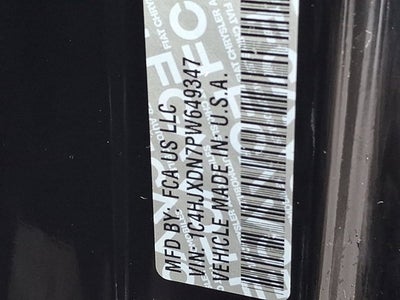 MFD BY: FCA US LLC
VIN: 1C4HJXDN7PW649347
VEHICLE MADE IN: U.S.A.